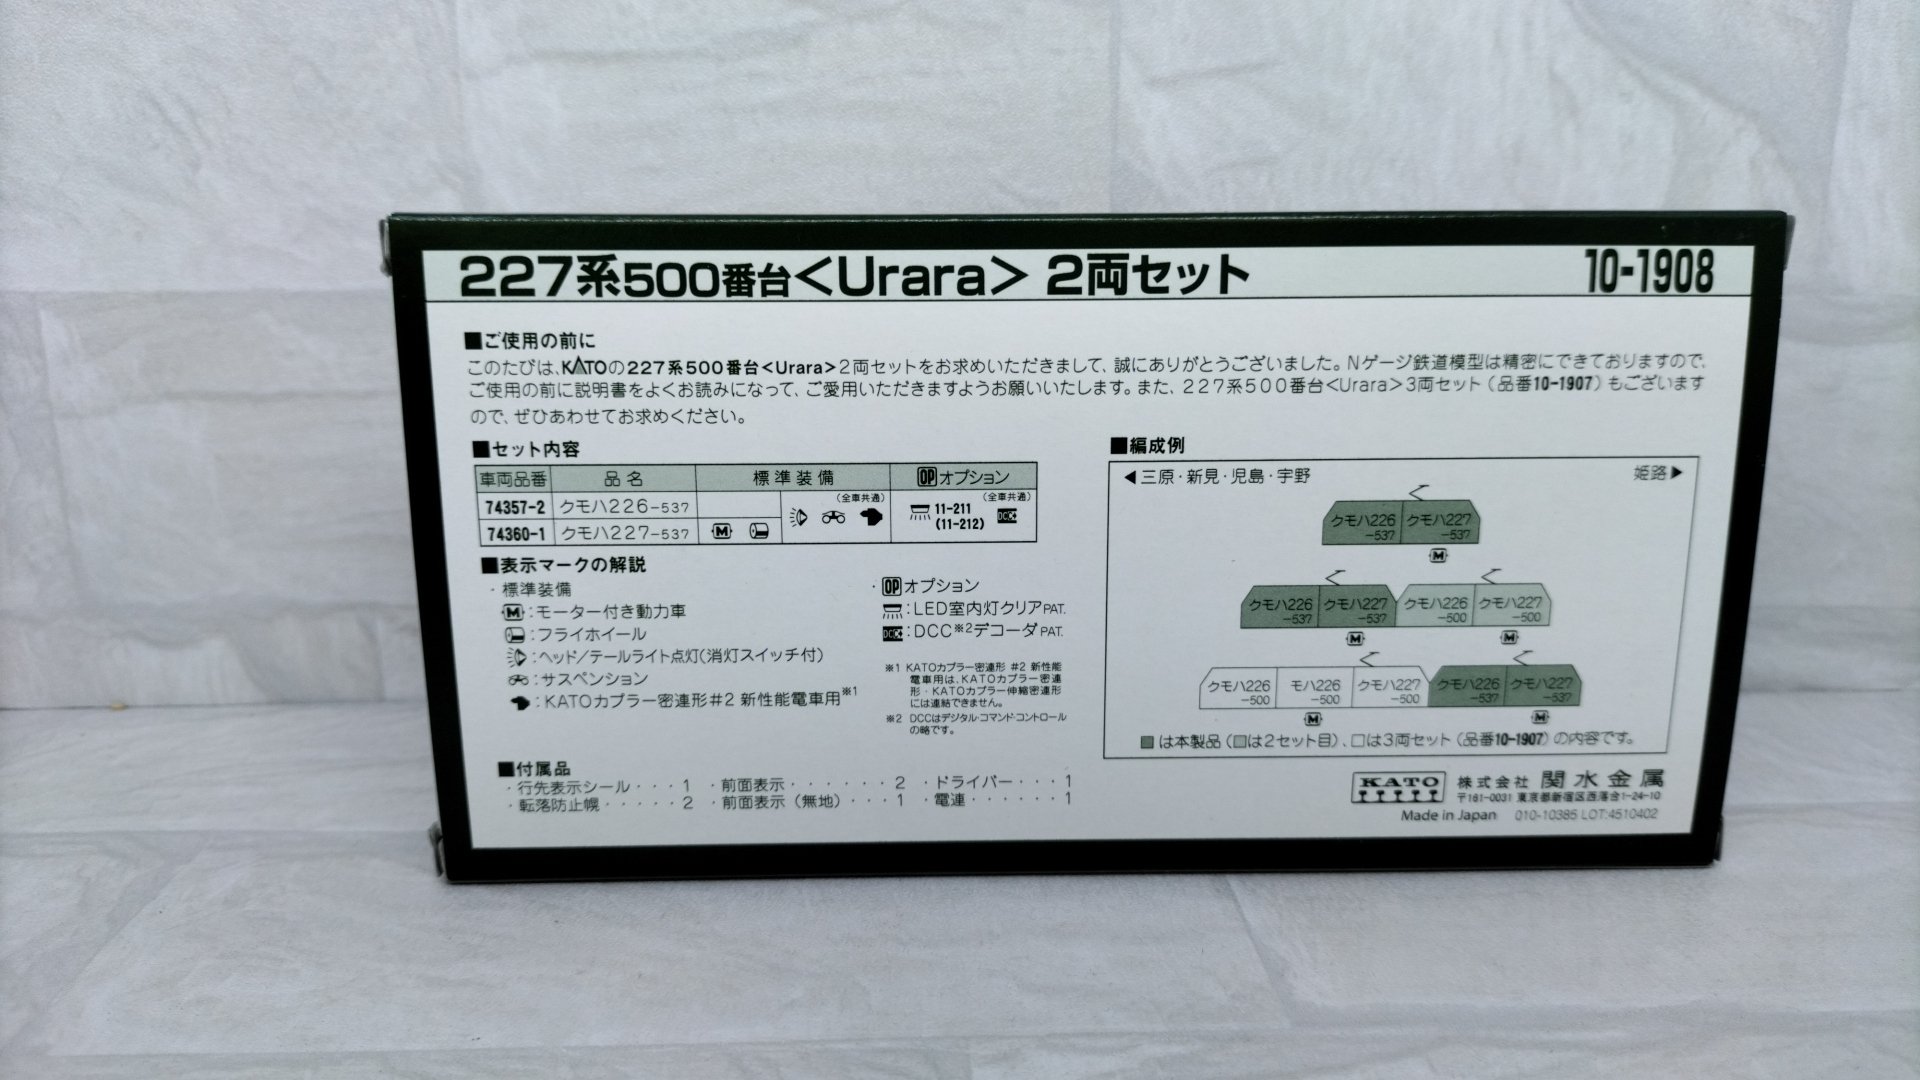 227系500番台<Urara> 2両セット 10-1908
■ご使用の前に
このたびは、KATOの227系500番台<Urara>2両セットをお求めいただきまして、誠にありがとうございました。Nゲージ鉄道模型は精密にできておりますので、
ご使用の前に説明書をよくお読みになって、ご愛用いただきますようお願いいたします。また、227系500番台<Urara>3両セット(品番10-1907)もございます
ので、ぜひあわせてお求めください。
■セット内容
車両品番 品名 標準装備 OPオプション
74357-2 クモハ226-537 (全車共通) 11-211 (全車共通)
(11-212) DCC
74360-1 クモハ227-537 M
■表示マークの解説
・標準装備
M:モーター付き動力車
:フライホイール
:ヘッド/テールライト点灯(消灯スイッチ付)
:サスペンション
:KATOカプラー密連形#2 新性能電車用※1
・OPオプション
:LED室内灯クリアPAT.
DCC:DCC※2デコーダPAT.
※1 KATOカプラー密連形 #2 新性能
電車用は、KATOカプラー密連
形・KATOカプラー伸縮密連形
には連結できません。
※2 DCCはデジタル・コマンド・コントロール
の略です。
■付属品
・行先表示シール・・・1 ・前面表示・・・・・・2 ・ドライバー・・・1
・転落防止幌・・・・・2 ・前面表示(無地)・・・1 ・電連・・・・・・1
■編成例
◀三原・新見・児島・宇野 姫路▶
クモハ226 クモハ227
-537 -537
M
クモハ226 クモハ227 クモハ226 クモハ227
-537 -537 -500 -500
M M
クモハ226 モハ226 クモハ227 クモハ226 クモハ227
-500 -500 -500 -537 -537
M M
■は本製品(□は2セット目)、□は3両セット(品番10-1907)の内容です。
KATO 株式会社 関水金属
〒161-0031 東京都新宿区西落合1-24-10
Made in Japan 010-10385 LOT:4510402